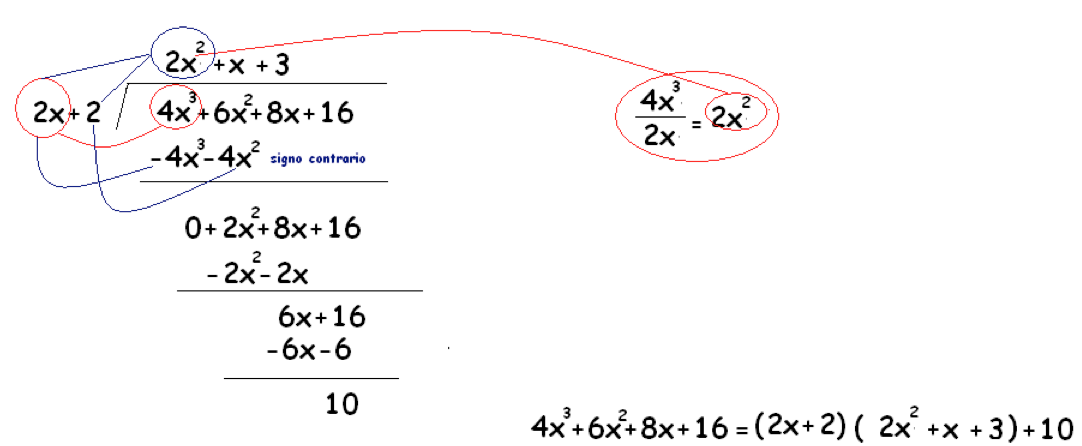 2x² + x + 3
2x + 2
4x³ + 6x² + 8x + 16
- 4x³ - 4x² signo contrario
0 + 2x² + 8x + 16
- 2x² - 2x
6x + 16
- 6x - 6
10
4x³
2x
= 2x²
4x³ + 6x² + 8x + 16 = (2x + 2) ( 2x² + x + 3) + 10